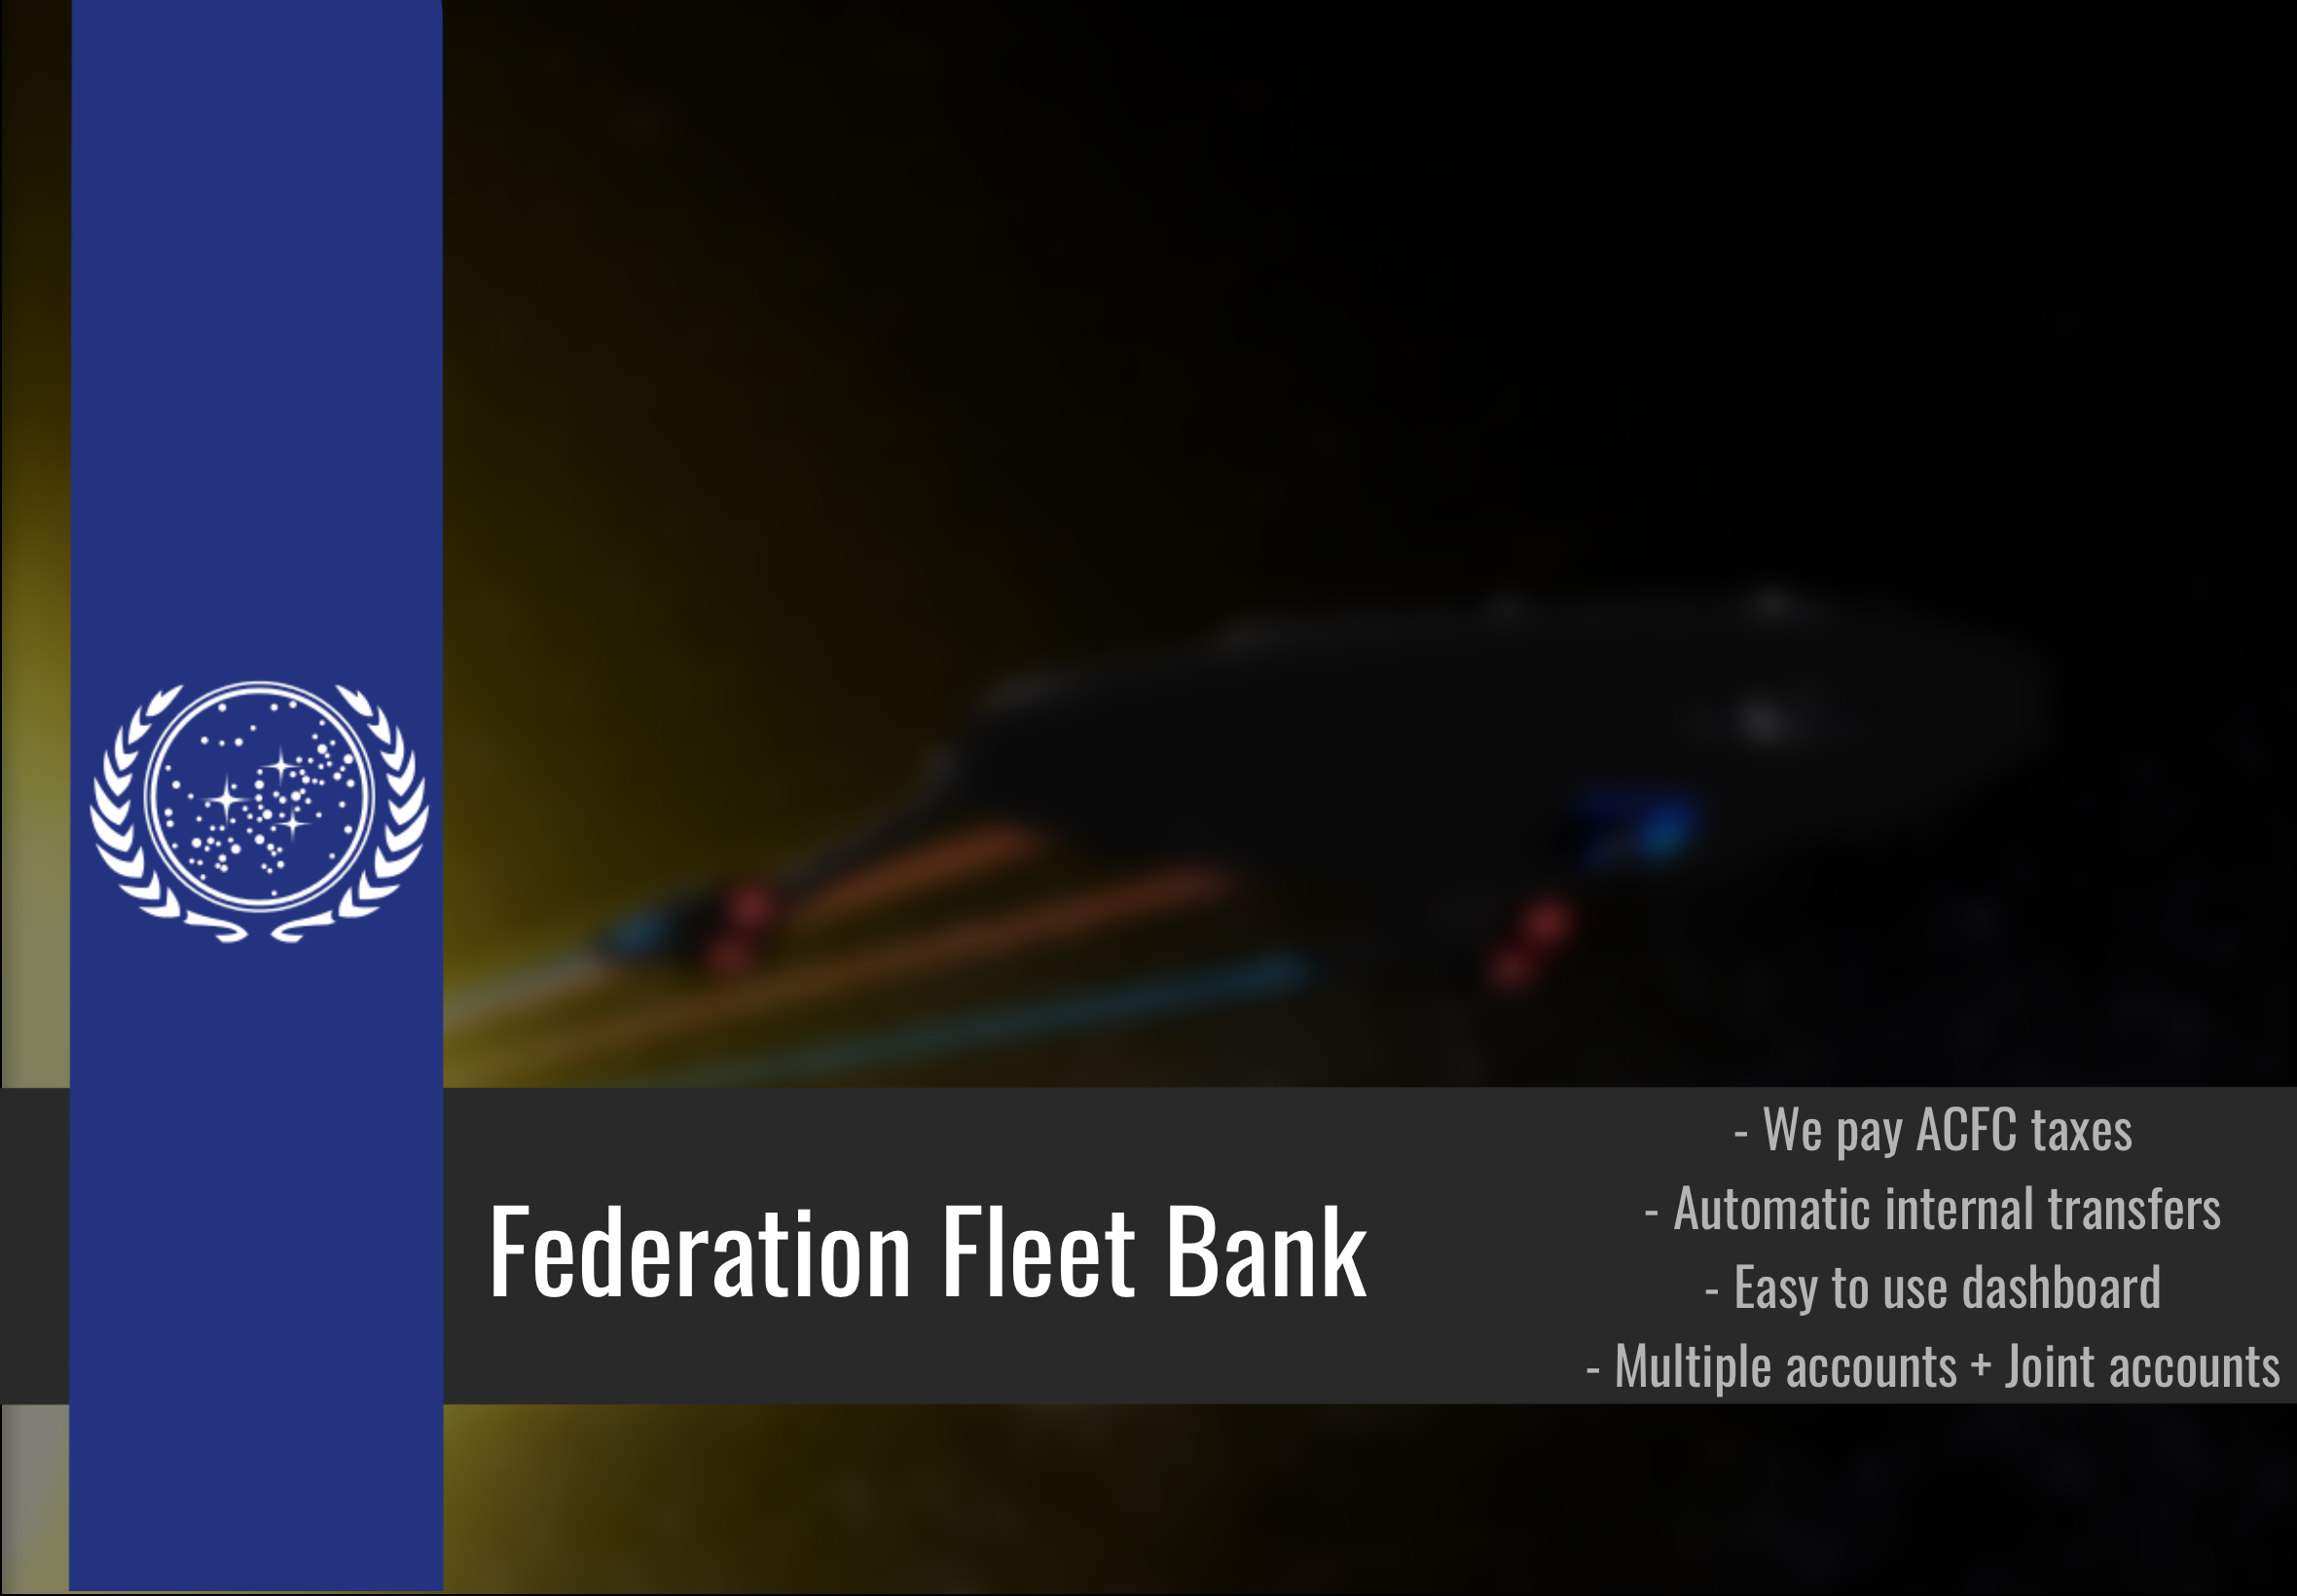 Federation Fleet Bank
- We pay ACFC taxes
- Automatic internal transfers
- Easy to use dashboard
- Multiple accounts + Joint accounts